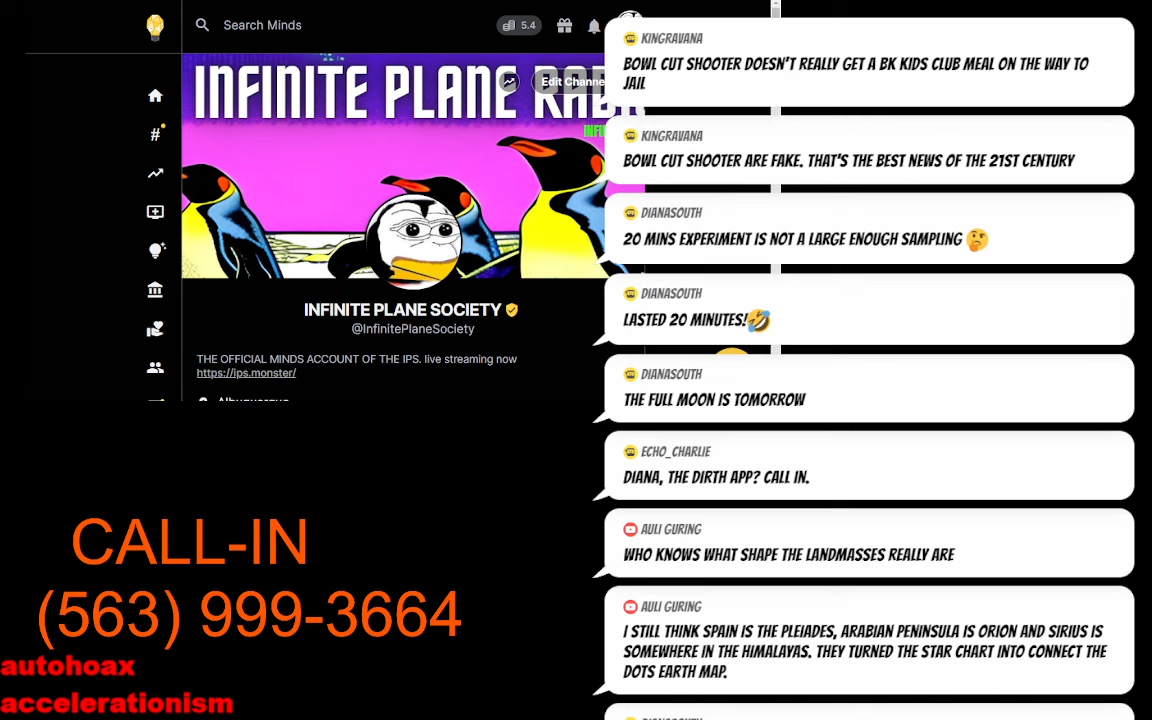 Search Minds
5.4
INFINITE PLANE RADI
Edit Channe
INFINITE PLANE SOCIETY
@InfinitePlaneSociety
THE OFFICIAL MINDS ACCOUNT OF THE IPS. live streaming now
https://ips.monster/
CALL-IN
(563) 999-3664
autohoax
accelerationism
KINGRAVANA
BOWL CUT SHOOTER DOESN'T REALLY GET A BK KIDS CLUB MEAL ON THE WAY TO
JAIL
KINGRAVANA
BOWL CUT SHOOTER ARE FAKE. THAT'S THE BEST NEWS OF THE 21ST CENTURY
DIANASOUTH
20 MINS EXPERIMENT IS NOT A LARGE ENOUGH SAMPLING 🤔
DIANASOUTH
LASTED 20 MINUTES!🤣
DIANASOUTH
THE FULL MOON IS TOMORROW
ECHO_CHARLIE
DIANA, THE DIRTH APP? CALL IN.
AULI GURING
WHO KNOWS WHAT SHAPE THE LANDMASSES REALLY ARE
AULI GURING
I STILL THINK SPAIN IS THE PLEIADES, ARABIAN PENINSULA IS ORION AND SIRIUS IS
SOMEWHERE IN THE HIMALAYAS. THEY TURNED THE STAR CHART INTO CONNECT THE
DOTS EARTH MAP.